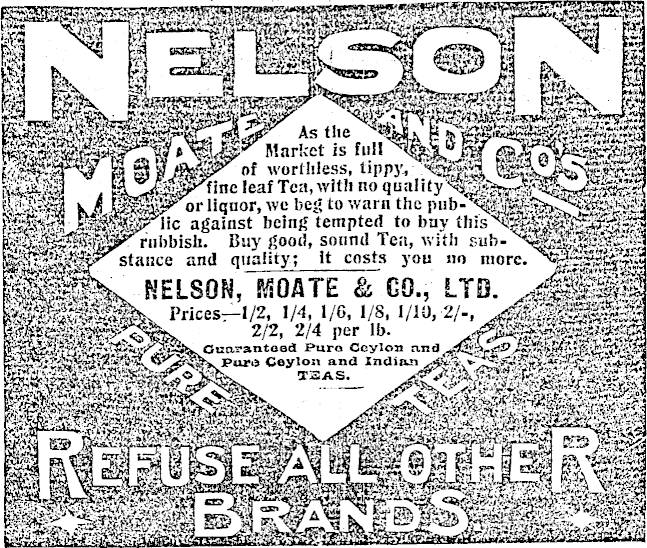 NELSON
MOATE AND CO'S
As the
Market is full
of worthless, tippy,
fine leaf Tea, with no quality
or liquor, we beg to warn the pub-
lic against being tempted to buy this
rubbish. Buy good, sound Tea, with sub-
stance and quality; it costs you no more.
NELSON, MOATE & CO., LTD.
Prices—1/2, 1/4, 1/6, 1/8, 1/10, 2/-,
2/2, 2/4 per lb.
Guaranteed Pure Ceylon and
Pure Ceylon and Indian
TEAS.
PURE TEAS
REFUSE ALL OTHER
BRANDS.